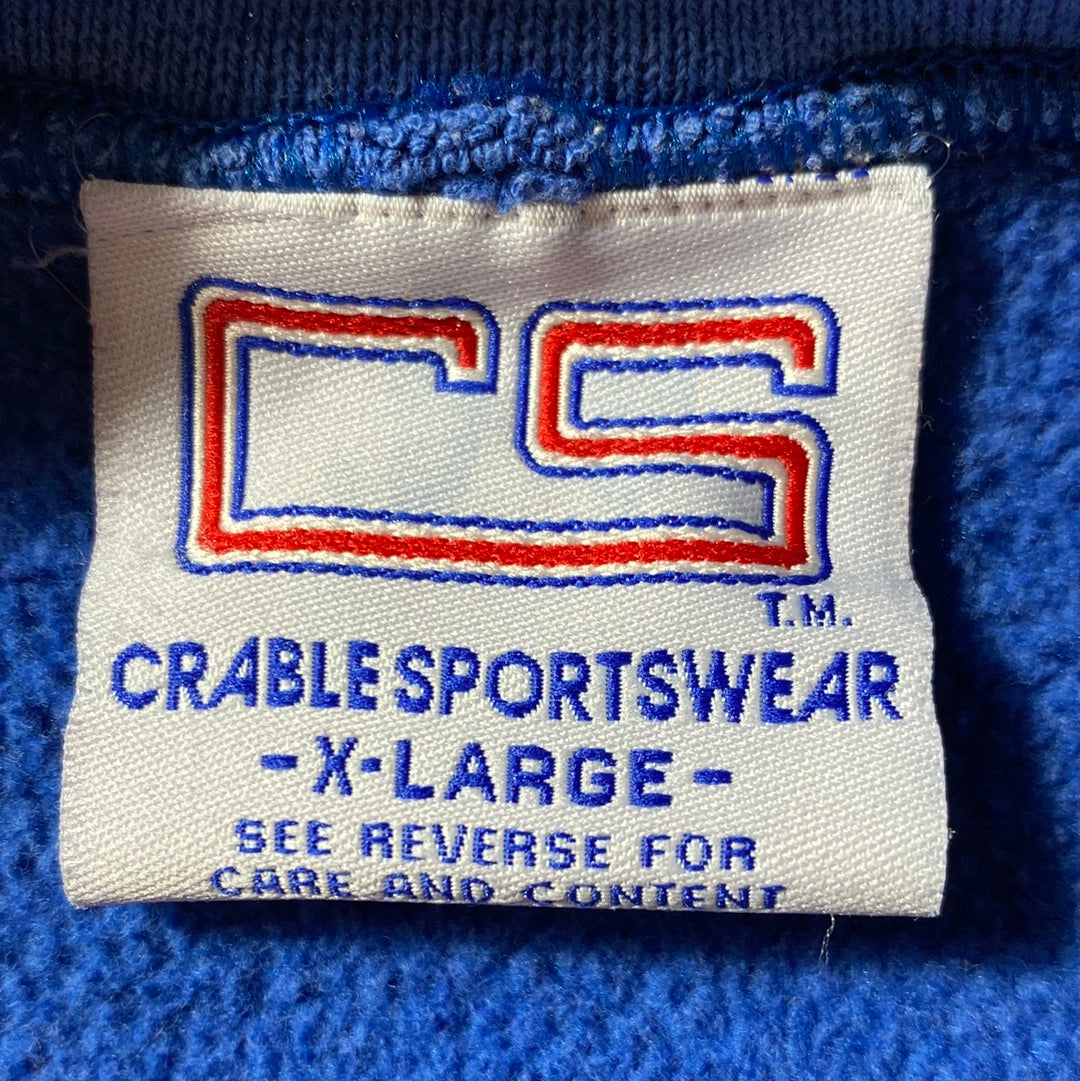 CS
T.M.
CRABLE SPORTSWEAR
-X-LARGE-
SEE REVERSE FOR
CARE AND CONTENT